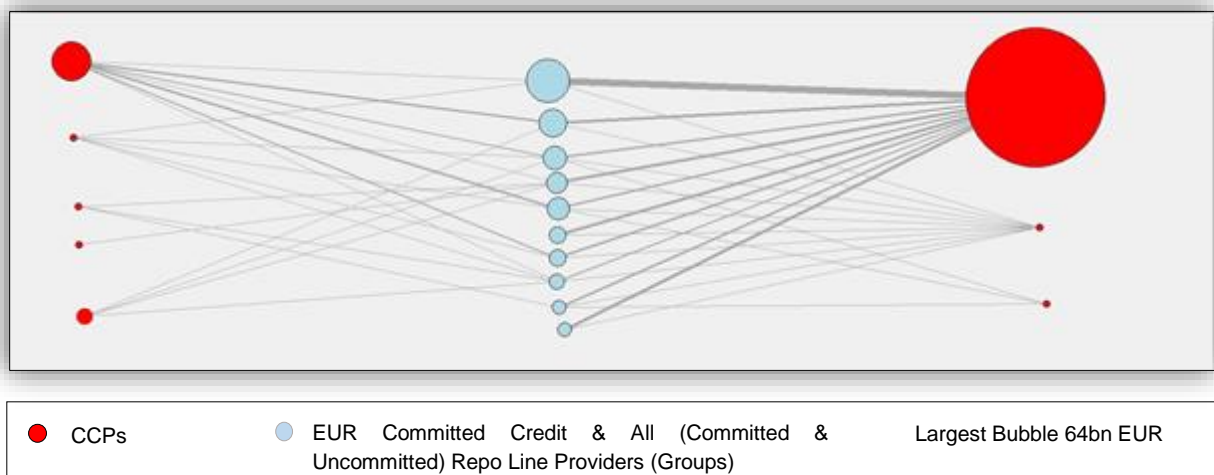 CCPs
EUR Committed Credit & All (Committed &
Uncommitted) Repo Line Providers (Groups)
Largest Bubble 64bn EUR